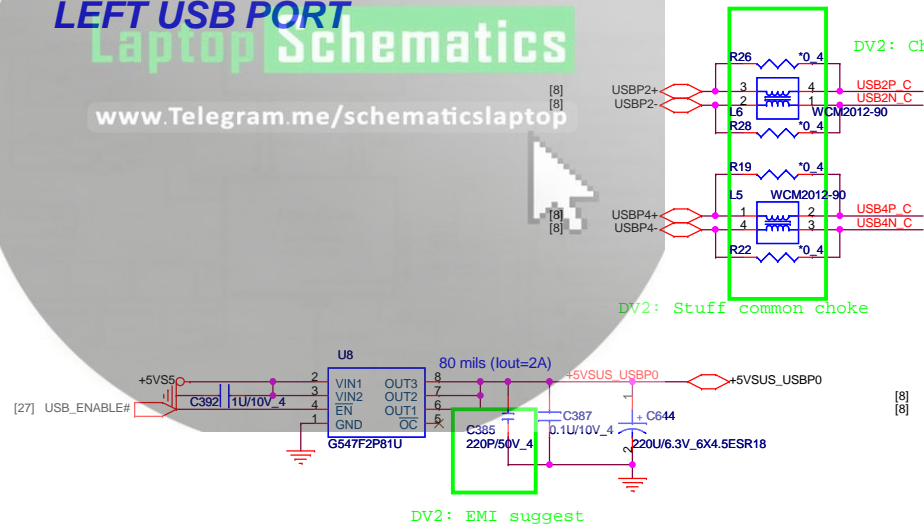 LEFT USB PORT
Laptop Schematics
www.Telegram.me/schematicslaptop
DV2: Ch
R26 *0_4
[8] USBP2+ 3 4 USB2P_C
[8] USBP2- 2 1 USB2N_C
L6 WCM2012-90
R28 *0_4
R19 *0_4
L5 WCM2012-90
[8] USBP4+ 1 2 USB4P_C
[8] USBP4- 4 3 USB4N_C
R22 *0_4
DV2: Stuff common choke
U8
80 mils (Iout=2A)
+5VS5 2 VIN1 OUT3 8 +5VSUS_USBP0 +5VSUS_USBP0
C392 1U/10V_4 3 VIN2 OUT2 7
[27] USB_ENABLE# 4 EN OUT1 6
1 GND OC 5
G547F2P81U
C385
220P/50V_4
C387
0.1U/10V_4
1
+ C644
2
220U/6.3V_6X4.5ESR18
[8]
[8]
DV2: EMI suggest